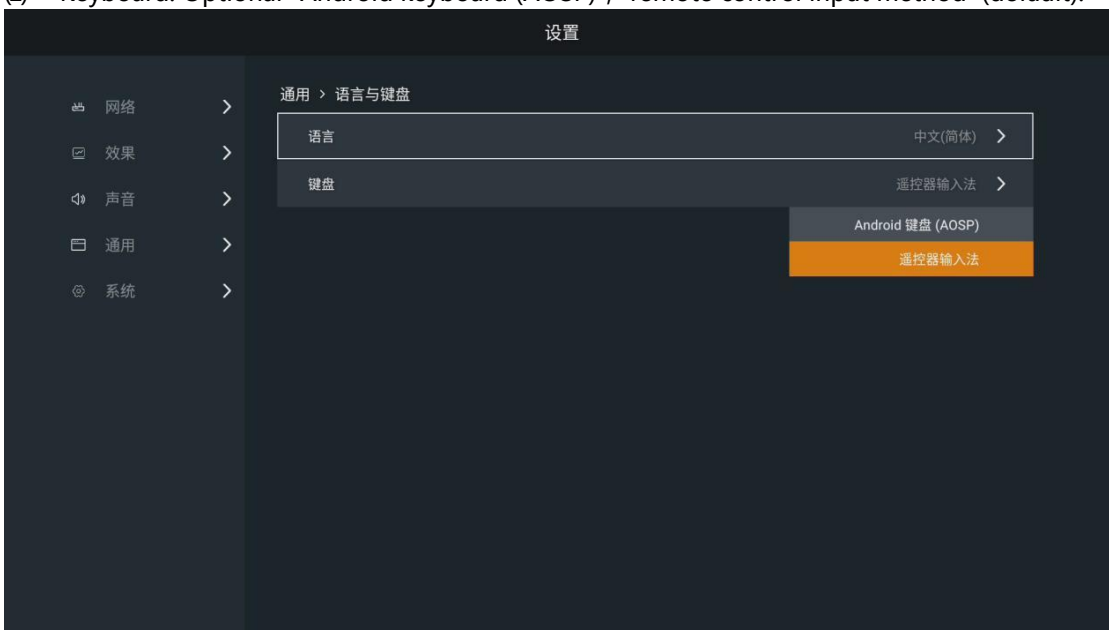 Keyboard: Optional "Android keyboard (AOSP)", "remote control input method" (default).
设置
网络
效果
声音
通用
系统
通用 > 语言与键盘
语言 中文(简体)
键盘 遥控器输入法
Android 键盘 (AOSP)
遥控器输入法